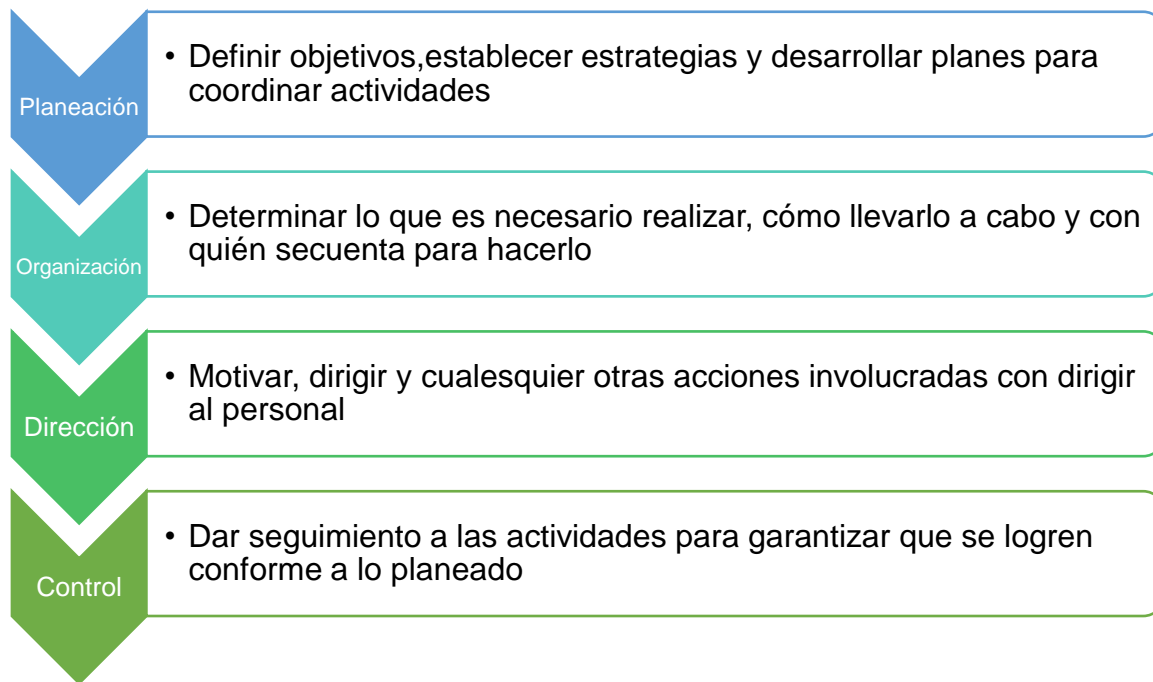 Planeación
• Definir objetivos,establecer estrategias y desarrollar planes para
coordinar actividades
Organización
• Determinar lo que es necesario realizar, cómo llevarlo a cabo y con
quién secuenta para hacerlo
Dirección
• Motivar, dirigir y cualesquier otras acciones involucradas con dirigir
al personal
Control
• Dar seguimiento a las actividades para garantizar que se logren
conforme a lo planeado